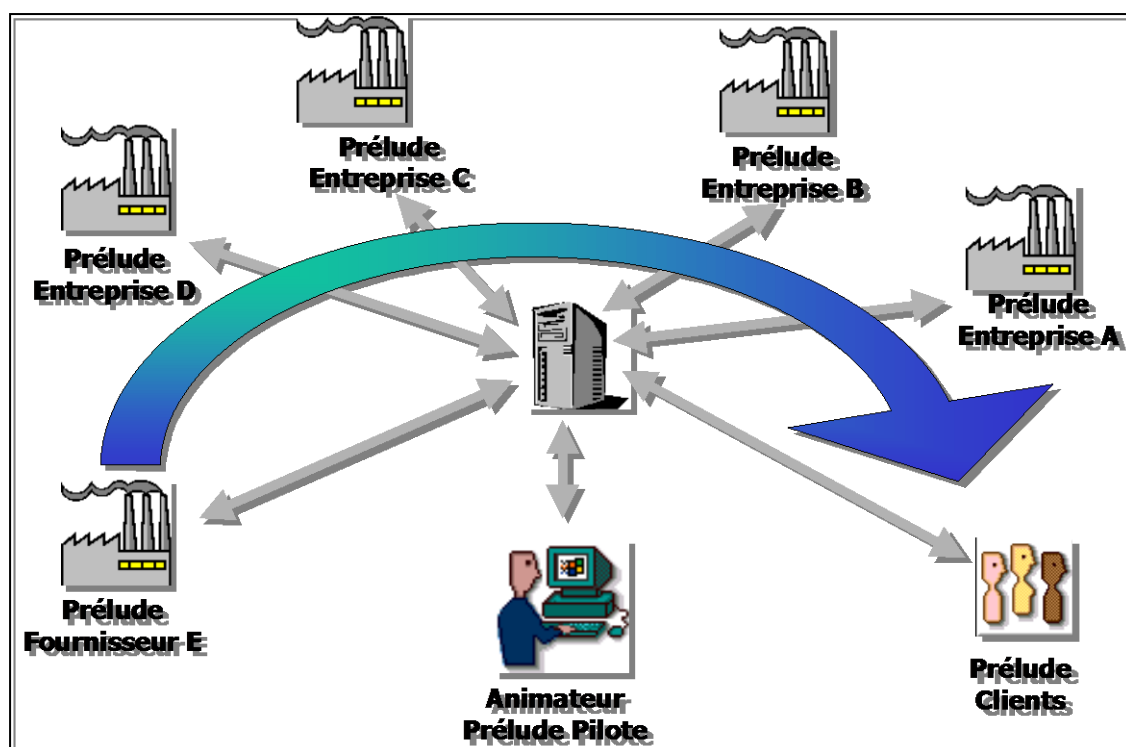 Prélude
Entreprise C
Prélude
Entreprise B
Prélude
Entreprise D
Prélude
Entreprise A
Prélude
Fournisseur E
Animateur
Prélude Pilote
Prélude
Clients